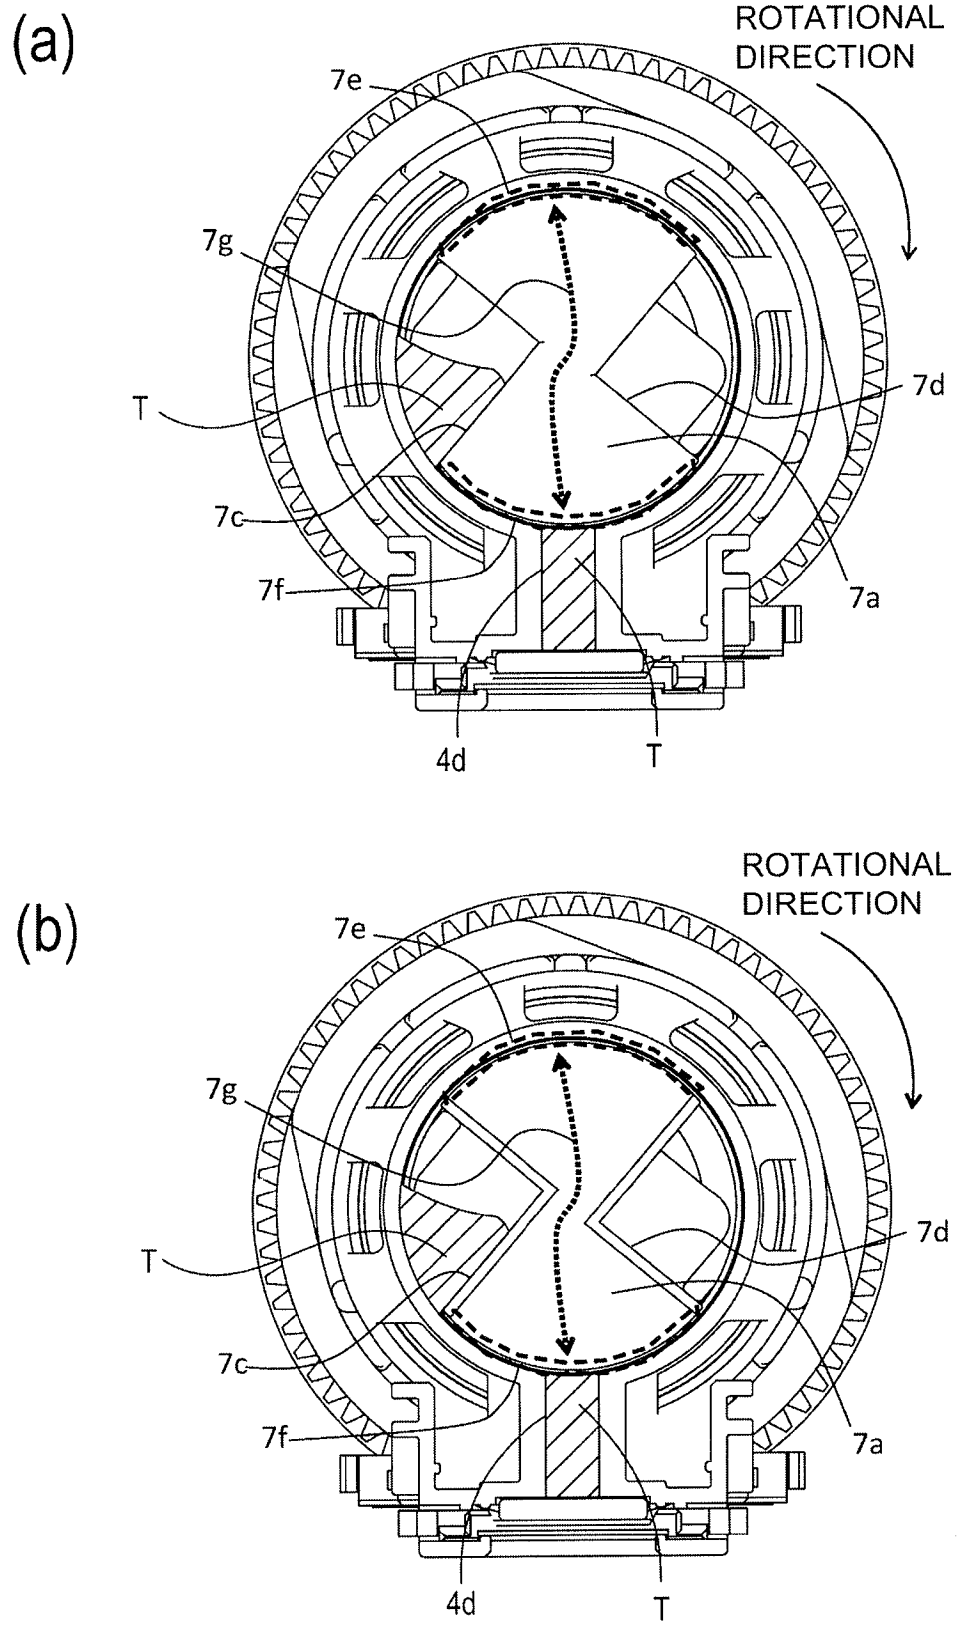 (a)
ROTATIONAL
DIRECTION
7e
7g
T
7d
7c
7f
7a
4d
T
(b)
ROTATIONAL
DIRECTION
7e
7g
T
7d
7c
7f
7a
4d
T